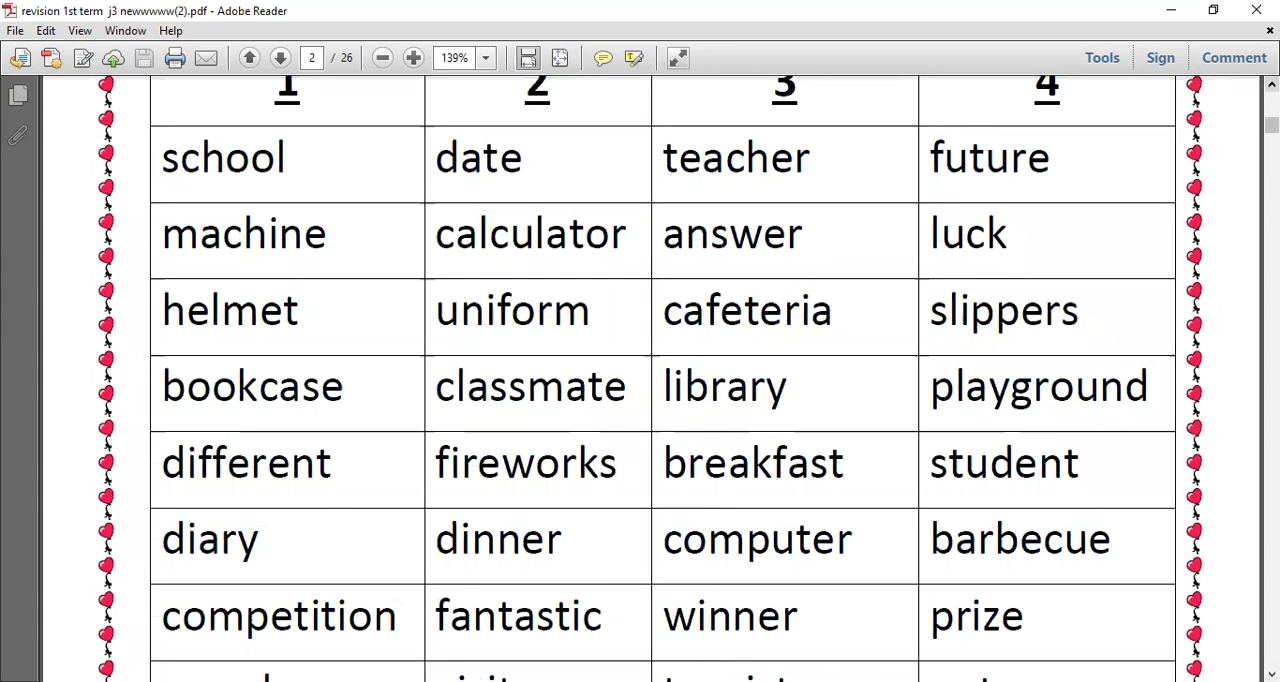 revision 1st term  j3 newwwww(2).pdf - Adobe Reader
File Edit View Window Help
2 / 26 139% Tools Sign Comment
1 2 3 4
school date teacher future
machine calculator answer luck
helmet uniform cafeteria slippers
bookcase classmate library playground
different fireworks breakfast student
diary dinner computer barbecue
competition fantastic winner prize